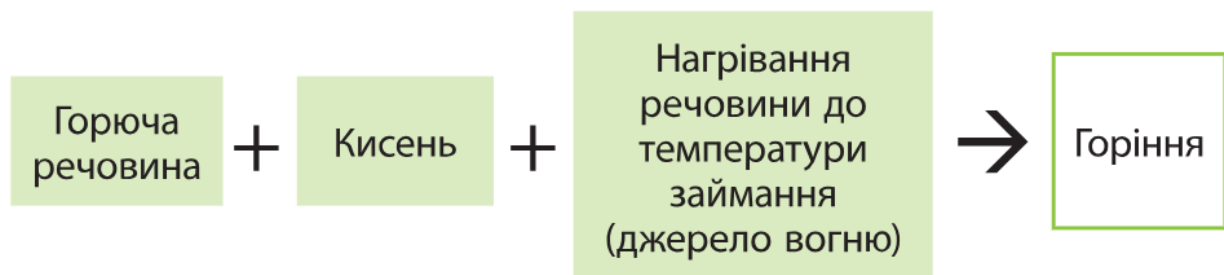 Горюча
речовина
+
Кисень
+
Нагрівання
речовини до
температури
займання
(джерело вогню)
→
Горіння